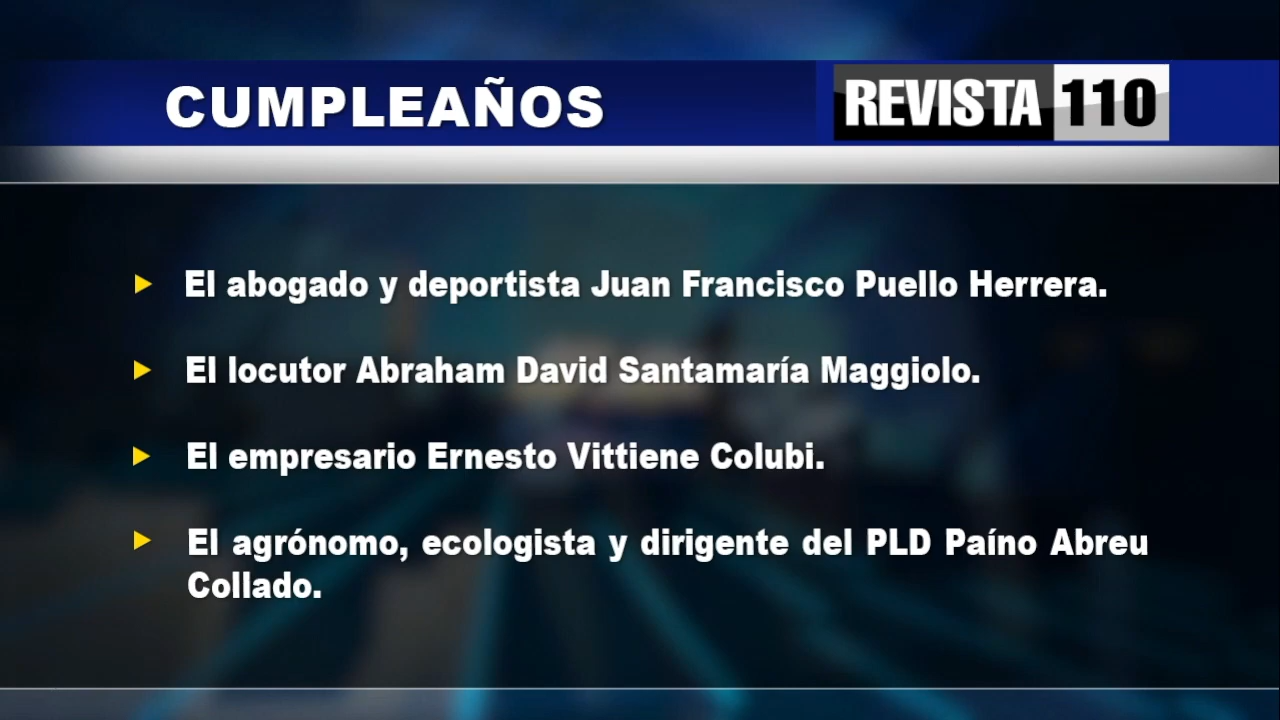 CUMPLEAÑOS
REVISTA 110
El abogado y deportista Juan Francisco Puello Herrera.
El locutor Abraham David Santamaría Maggiolo.
El empresario Ernesto Vittiene Colubi.
El agrónomo, ecologista y dirigente del PLD Paíno Abreu
Collado.